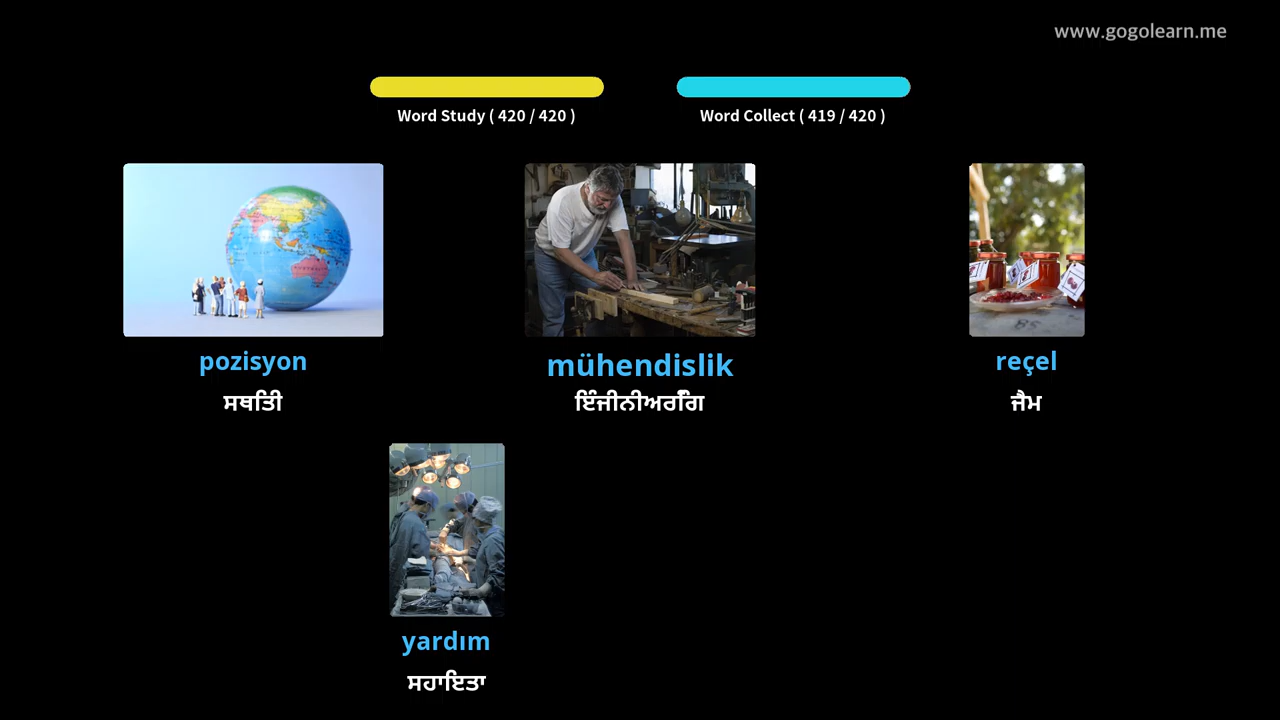 www.gogolearn.me
Word Study ( 420 / 420 )
Word Collect ( 419 / 420 )
pozisyon
ਸਥਿਤੀ
mühendislik
ਇੰਜੀਨੀਅਰਿੰਗ
reçel
ਜੈਮ
yardım
ਸਹਾਇਤਾ